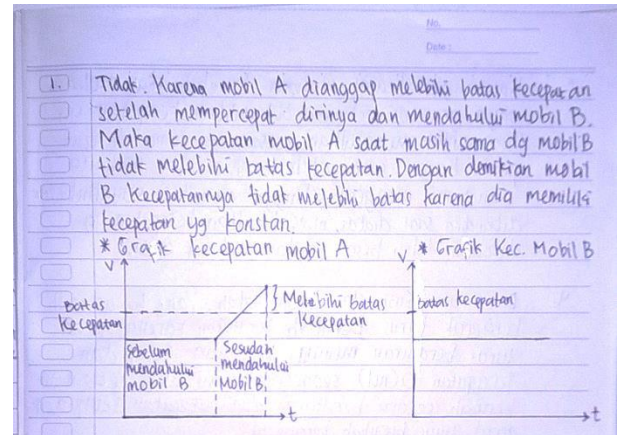 No.
Date :
1. Tidak. Karena mobil A dianggap melebihi batas kecepatan
setelah mempercepat dirinya dan mendahului mobil B.
Maka kecepatan mobil A saat masih sama dg mobil B
tidak melebihi batas kecepatan. Dengan demikian mobil
B kecepatannya tidak melebihi batas karena dia memiliki
kecepatan yg konstan.
* Grafik kecepatan mobil A
* Grafik Kec. Mobil B
V
Batas
Kecepatan
} Melebihi batas
Kecepatan
Sebelum
mendahului
mobil B
Sesudah
mendahului
Mobil B
t
V
batas kecepatan
t